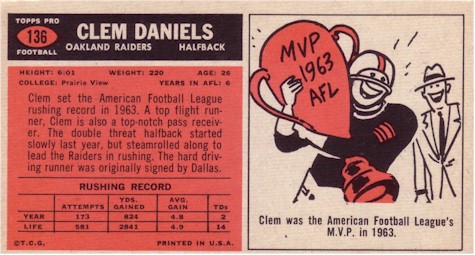 TOPPS PRO
136
FOOTBALL
CLEM DANIELS
OAKLAND RAIDERS HALFBACK
HEIGHT: 6:01 WEIGHT: 220 AGE: 26
COLLEGE: Prairie View YEARS IN AFL: 6
Clem set the American Football League
rushing record in 1963. A top flight run-
ner, Clem is also a top-notch pass receiv-
er. The double threat halfback started
slowly last year, but steamrolled along to
lead the Raiders in rushing. The hard driv-
ing runner was originally signed by Dallas.
RUSHING RECORD
ATTEMPTS YDS. GAINED AVG. GAIN TDs
YEAR 173 824 4.8 2
LIFE 581 2841 4.9 14
©T.C.G. PRINTED IN U.S.A.
MVP
1963
AFL
Clem was the American Football League's
M.V.P. in 1963.